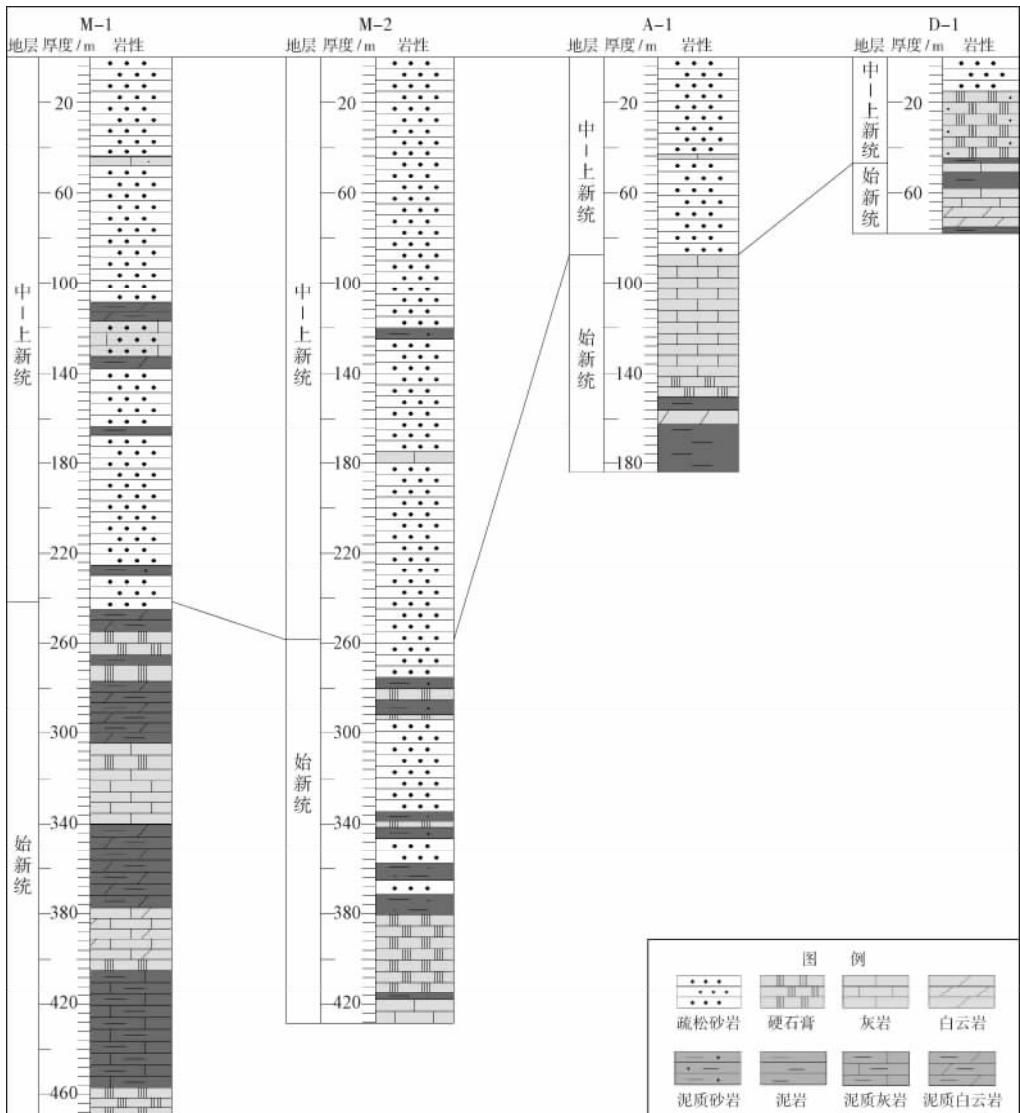 M-1 M-2 A-1 D-1
地层 厚度/m 岩性 地层 厚度/m 岩性 地层 厚度/m 岩性 地层 厚度/m 岩性
20 20 20 20
60 60 60 60
100 100 100
140 140 140
180 180 180
220 220
260 260
300 300
340 340
380 380
420 420
460
中-上新统
始新统
中-上新统
始新统
中-上新统
始新统
中-上新统
始新统
图 例
疏松砂岩 硬石膏 灰岩 白云岩
泥质砂岩 泥岩 泥质灰岩 泥质白云岩